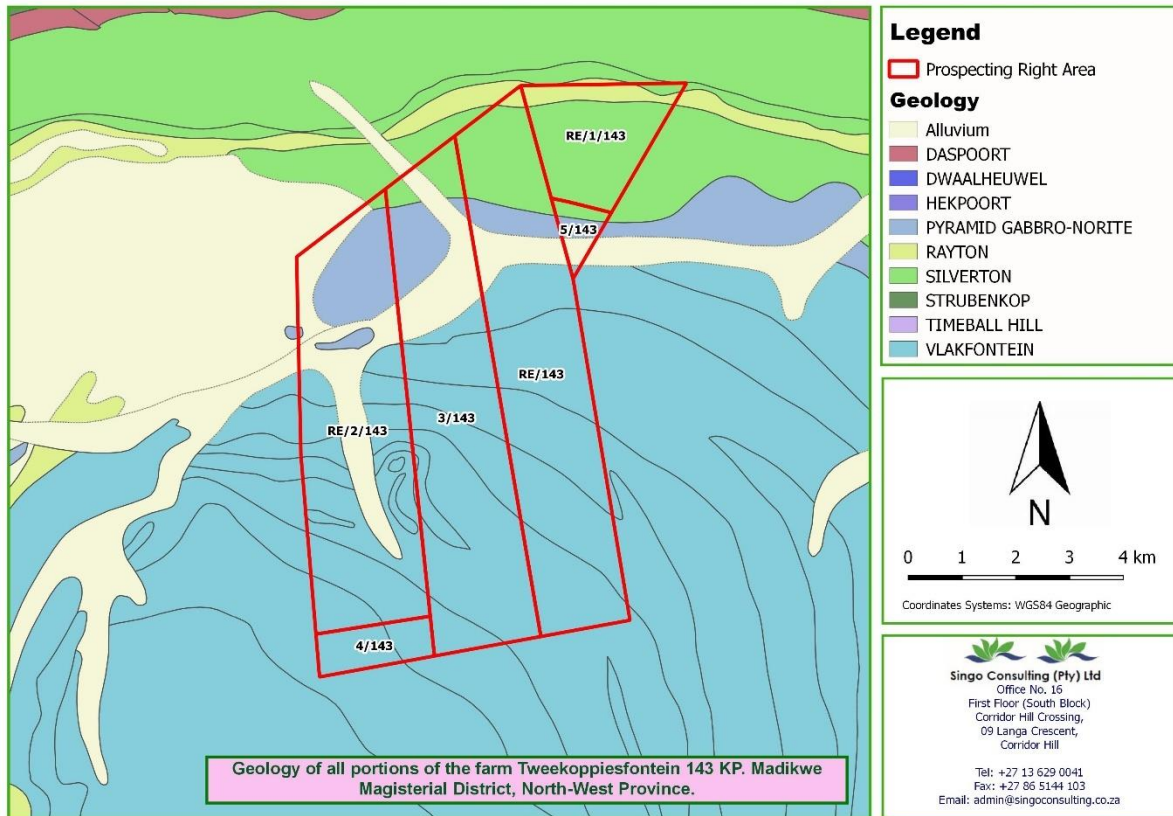 RE/1/143
5/143
RE/143
3/143
RE/2/143
4/143
Geology of all portions of the farm Tweekoppiesfontein 143 KP. Madikwe
Magisterial District, North-West Province.
Legend
Prospecting Right Area
Geology
Alluvium
DASPOORT
DWAALHEUWEL
HEKPOORT
PYRAMID GABBRO-NORITE
RAYTON
SILVERTON
STRUBENKOP
TIMEBALL HILL
VLAKFONTEIN
N
0 1 2 3 4 km
Coordinates Systems: WGS84 Geographic
Singo Consulting (Pty) Ltd
Office No. 16
First Floor (South Block)
Corridor Hill Crossing,
09 Langa Crescent,
Corridor Hill
Tel: +27 13 629 0041
Fax: +27 86 5144 103
Email: admin@singoconsulting.co.za